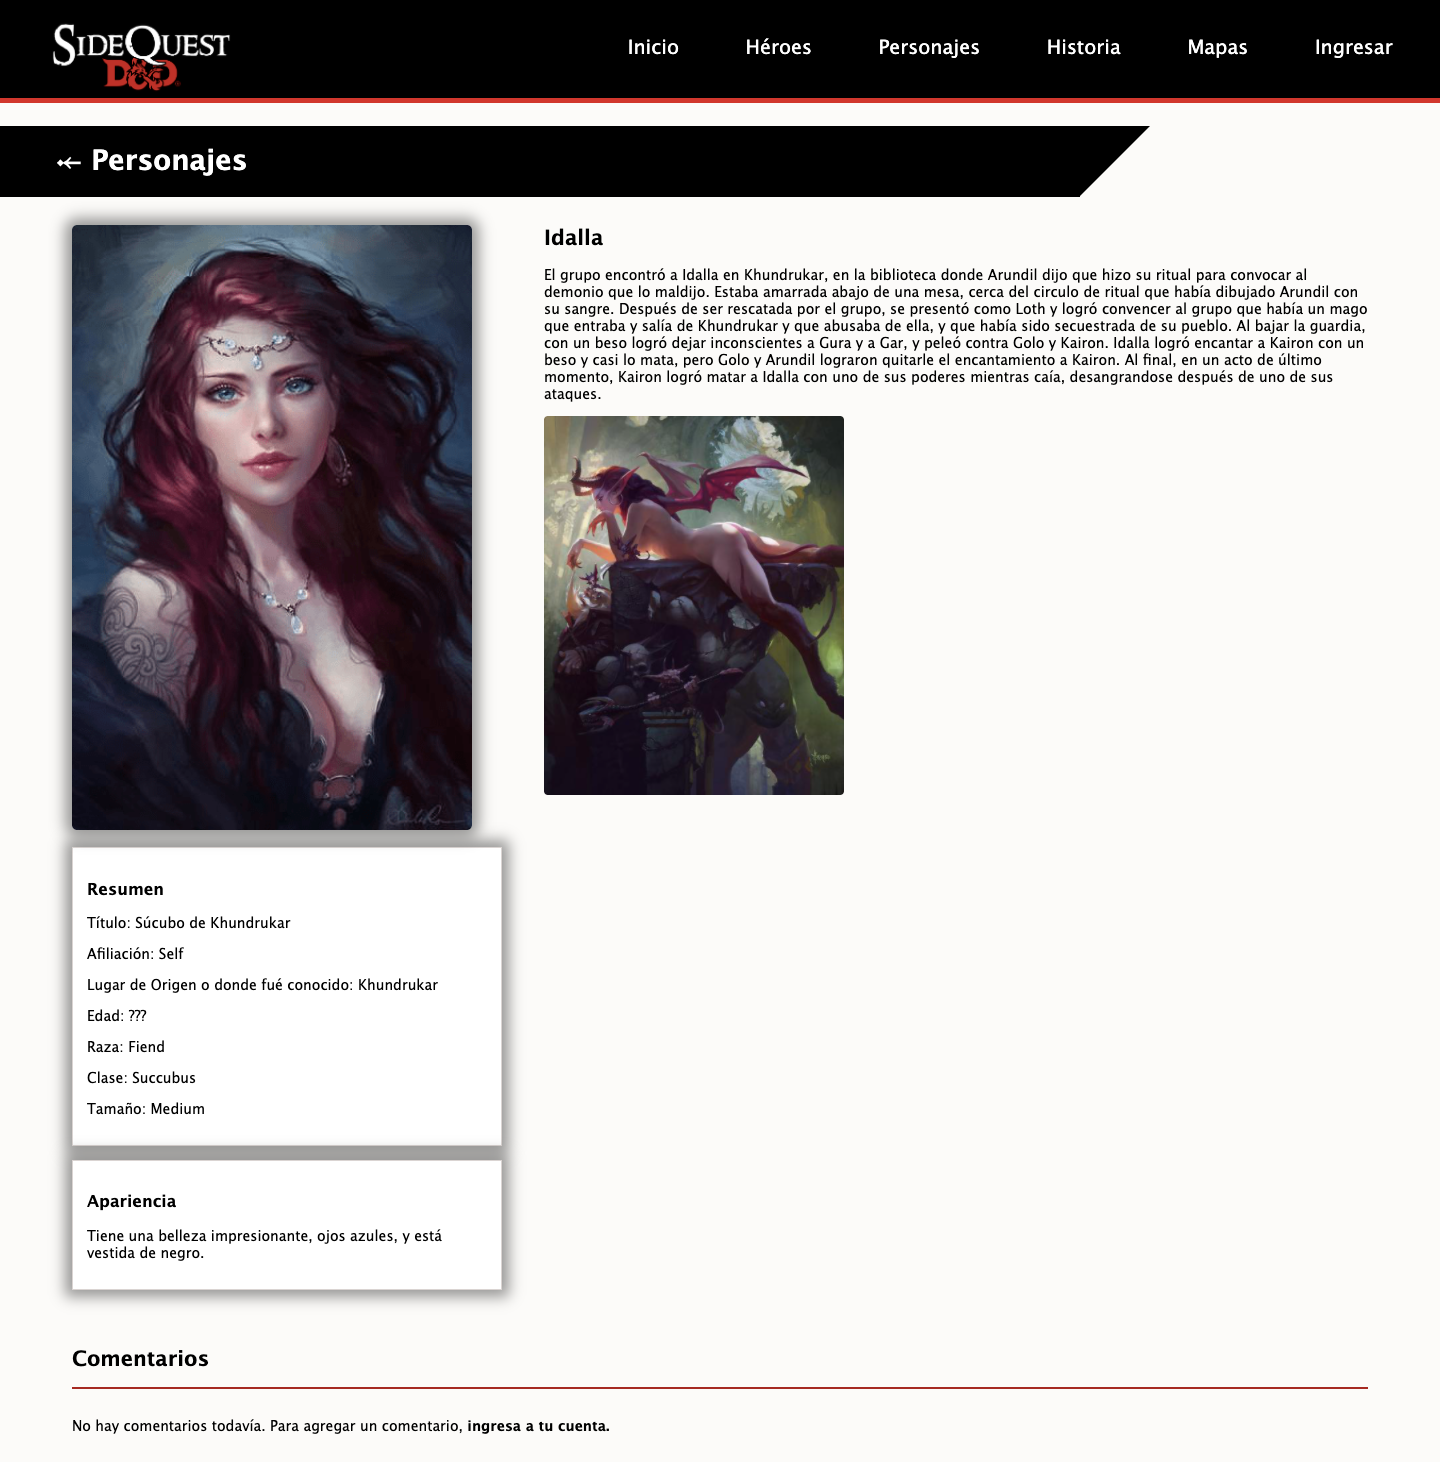 SIDEQUEST
D&D
Inicio Héroes Personajes Historia Mapas Ingresar
Personajes
Idalla
El grupo encontró a Idalla en Khundrukar, en la biblioteca donde Arundil dijo que hizo su ritual para convocar al
demonio que lo maldijo. Estaba amarrada abajo de una mesa, cerca del circulo de ritual que había dibujado Arundil con
su sangre. Después de ser rescatada por el grupo, se presentó como Loth y logró convencer al grupo que había un mago
que entraba y salía de Khundrukar y que abusaba de ella, y que había sido secuestrada de su pueblo. Al bajar la guardia,
con un beso logró dejar inconscientes a Gura y a Gar, y peleó contra Golo y Kairon. Idalla logró encantar a Kairon con un
beso y casi lo mata, pero Golo y Arundil lograron quitarle el encantamiento a Kairon. Al final, en un acto de último
momento, Kairon logró matar a Idalla con uno de sus poderes mientras caía, desangrandose después de uno de sus
ataques.
Resumen
Título: Súcubo de Khundrukar
Afiliación: Self
Lugar de Origen o donde fué conocido: Khundrukar
Edad: ???
Raza: Fiend
Clase: Succubus
Tamaño: Medium
Apariencia
Tiene una belleza impresionante, ojos azules, y está
vestida de negro.
Comentarios
No hay comentarios todavía. Para agregar un comentario, ingresa a tu cuenta.